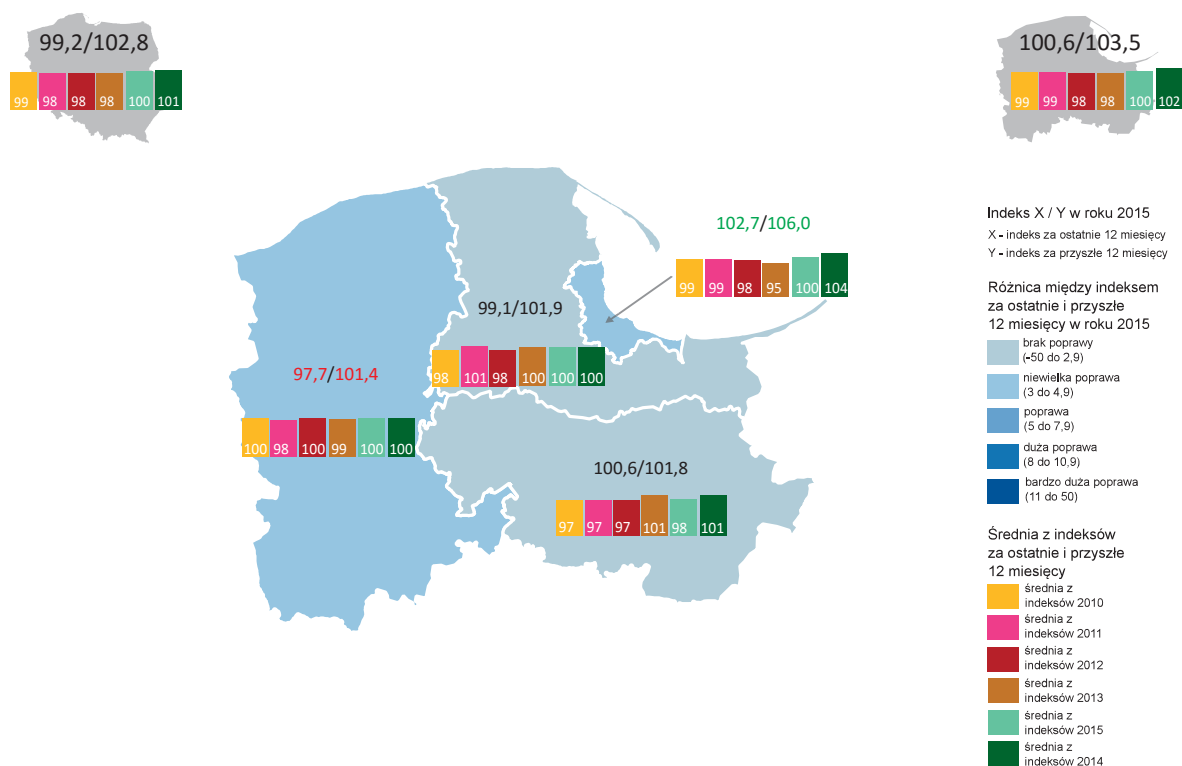 99,2/102,8
99 98 98 98 100 101
100,6/103,5
99 99 98 98 100 102
102,7/106,0
99 99 98 95 100 104
99,1/101,9
98 101 98 100 100 100
97,7/101,4
100 98 100 99 100 100
100,6/101,8
97 97 97 101 98 101
Indeks X / Y w roku 2015
X - indeks za ostatnie 12 miesięcy
Y - indeks za przyszłe 12 miesięcy
Różnica między indeksem
za ostatnie i przyszłe
12 miesięcy w roku 2015
brak poprawy
(-50 do 2,9)
niewielka poprawa
(3 do 4,9)
poprawa
(5 do 7,9)
duża poprawa
(8 do 10,9)
bardzo duża poprawa
(11 do 50)
Średnia z indeksów
za ostatnie i przyszłe
12 miesięcy
średnia z
indeksów 2010
średnia z
indeksów 2011
średnia z
indeksów 2012
średnia z
indeksów 2013
średnia z
indeksów 2015
średnia z
indeksów 2014